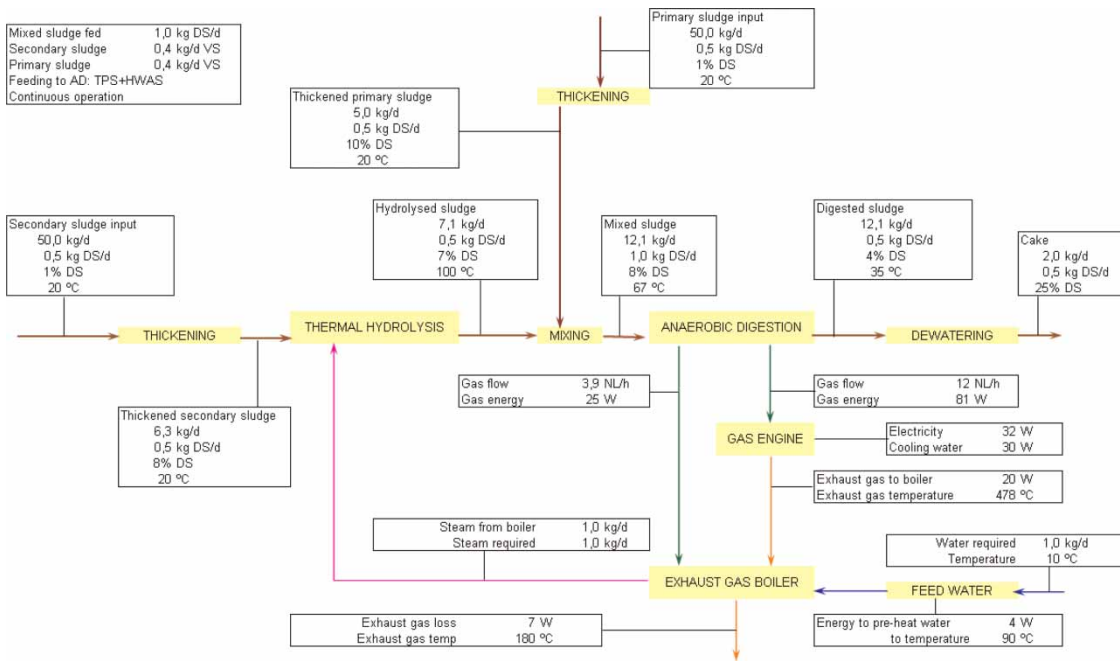 Mixed sludge fed 1,0 kg DS/d
Secondary sludge 0,4 kg/d VS
Primary sludge 0,4 kg/d VS
Feeding to AD: TPS+HWAS
Continuous operation
Primary sludge input
50,0 kg/d
0,5 kg DS/d
1% DS
20 ºC
THICKENING
Thickened primary sludge
5,0 kg/d
0,5 kg DS/d
10% DS
20 ºC
Secondary sludge input
50,0 kg/d
0,5 kg DS/d
1% DS
20 ºC
Hydrolysed sludge
7,1 kg/d
0,5 kg DS/d
7% DS
100 ºC
Mixed sludge
12,1 kg/d
1,0 kg DS/d
8% DS
67 ºC
Digested sludge
12,1 kg/d
0,5 kg DS/d
4% DS
35 ºC
Cake
2,0 kg/d
0,5 kg DS/d
25% DS
THICKENING
THERMAL HYDROLYSIS
MIXING
ANAEROBIC DIGESTION
DEWATERING
Thickened secondary sludge
6,3 kg/d
0,5 kg DS/d
8% DS
20 ºC
Gas flow 3,9 NL/h
Gas energy 25 W
Gas flow 12 NL/h
Gas energy 81 W
GAS ENGINE
Electricity 32 W
Cooling water 30 W
Exhaust gas to boiler 20 W
Exhaust gas temperature 478 ºC
Steam from boiler 1,0 kg/d
Steam required 1,0 kg/d
Water required 1,0 kg/d
Temperature 10 ºC
EXHAUST GAS BOILER
FEED WATER
Exhaust gas loss 7 W
Exhaust gas temp 180 ºC
Energy to pre-heat water 4 W
to temperature 90 ºC